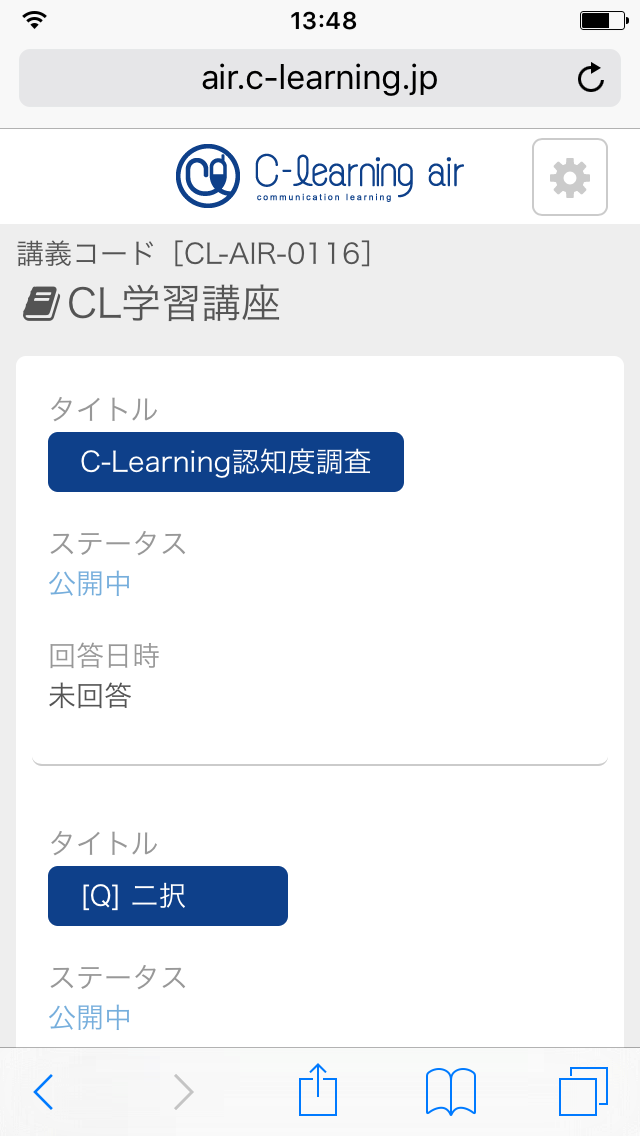 13:48
air.c-learning.jp
C-Learning air
communication learning
講義コード［CL-AIR-0116］
CL学習講座
タイトル
C-Learning認知度調査
ステータス
公開中
回答日時
未回答
タイトル
[Q] 二択
ステータス
公開中